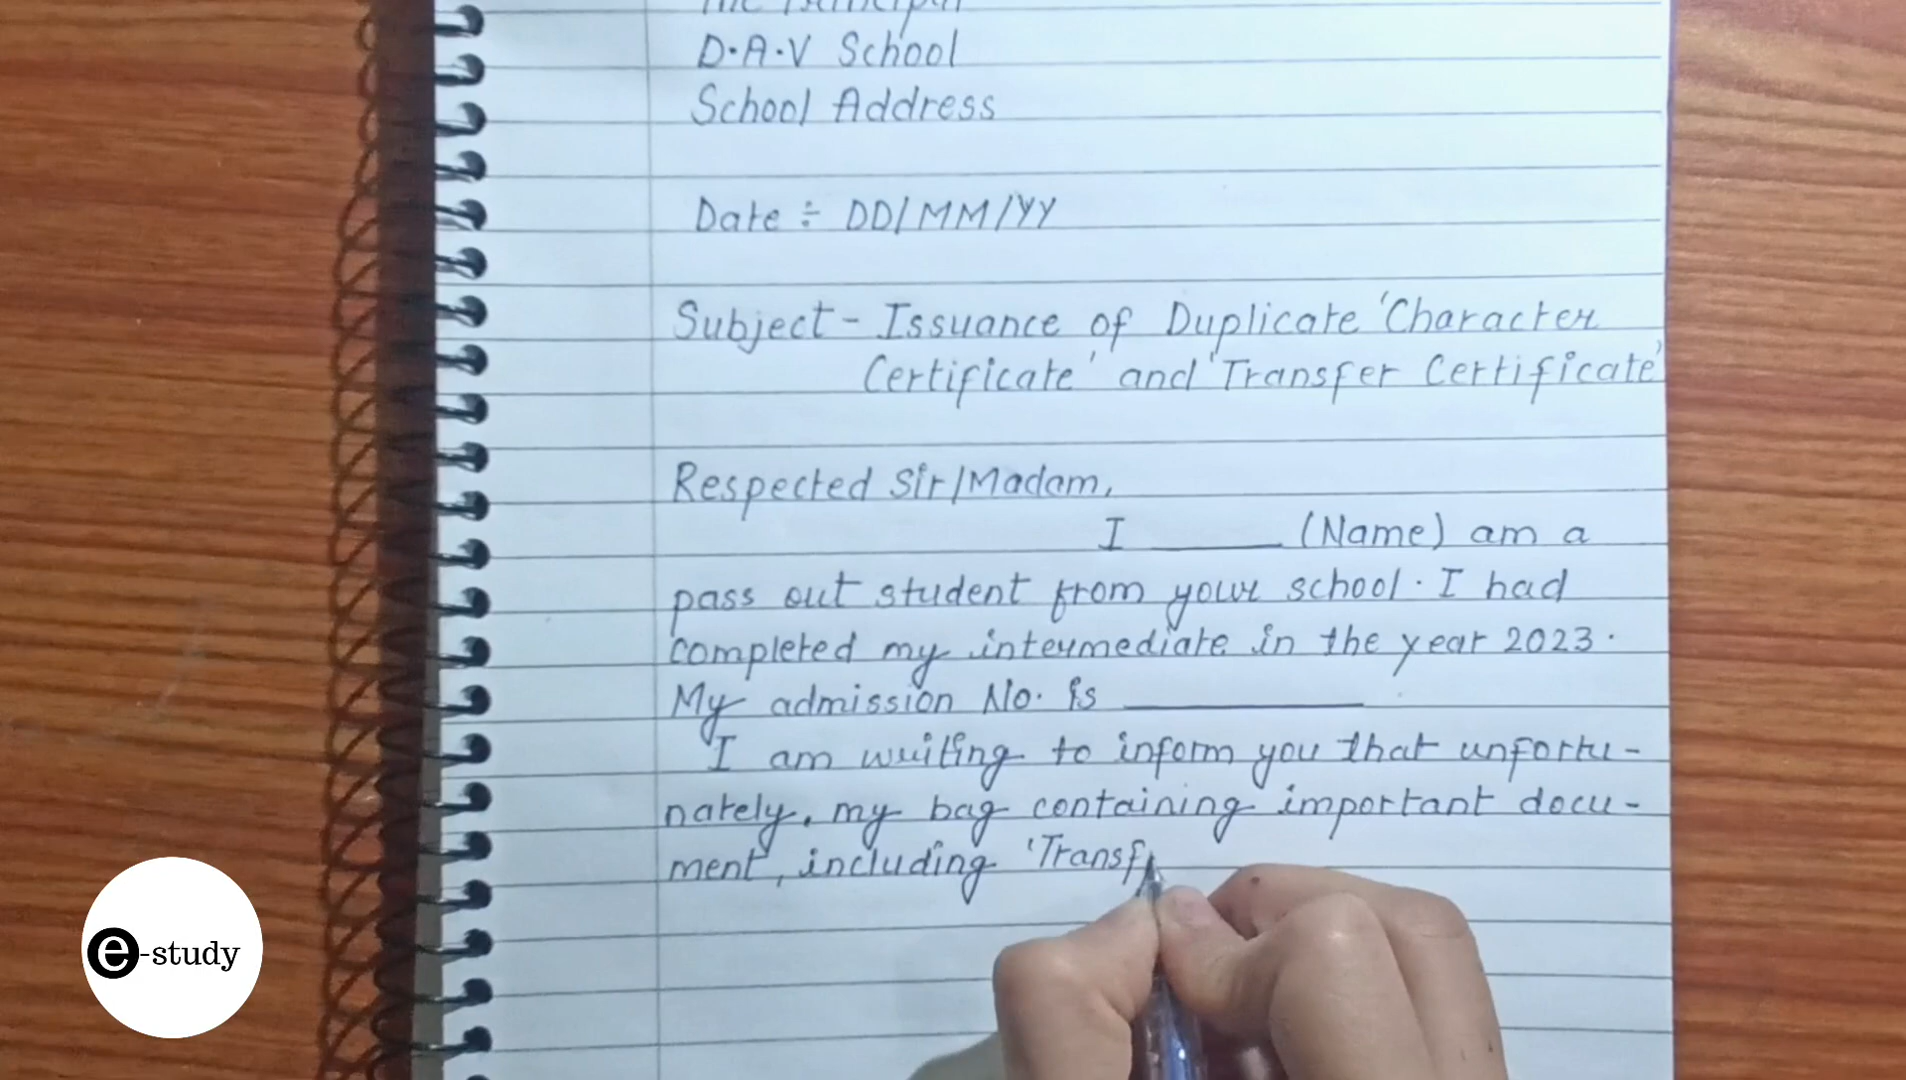 The Principal
D.A.V School
School Address
Date ÷ DD/MM/YY
Subject - Issuance of Duplicate 'Character
Certificate' and 'Transfer Certificate'
Respected Sir/Madam,
I ______ (Name) am a
pass out student from your school. I had
completed my intermediate in the year 2023.
My admission No. is ____________
I am writing to inform you that unfortu-
nately, my bag containing important docu-
ment, including 'Transf
e-study